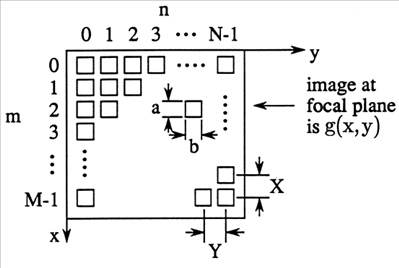 n
0 1 2 3 ... N-1
y
0
1
2
3
m
M-1
x
a
b
image at
focal plane
is g(x,y)
X
Y